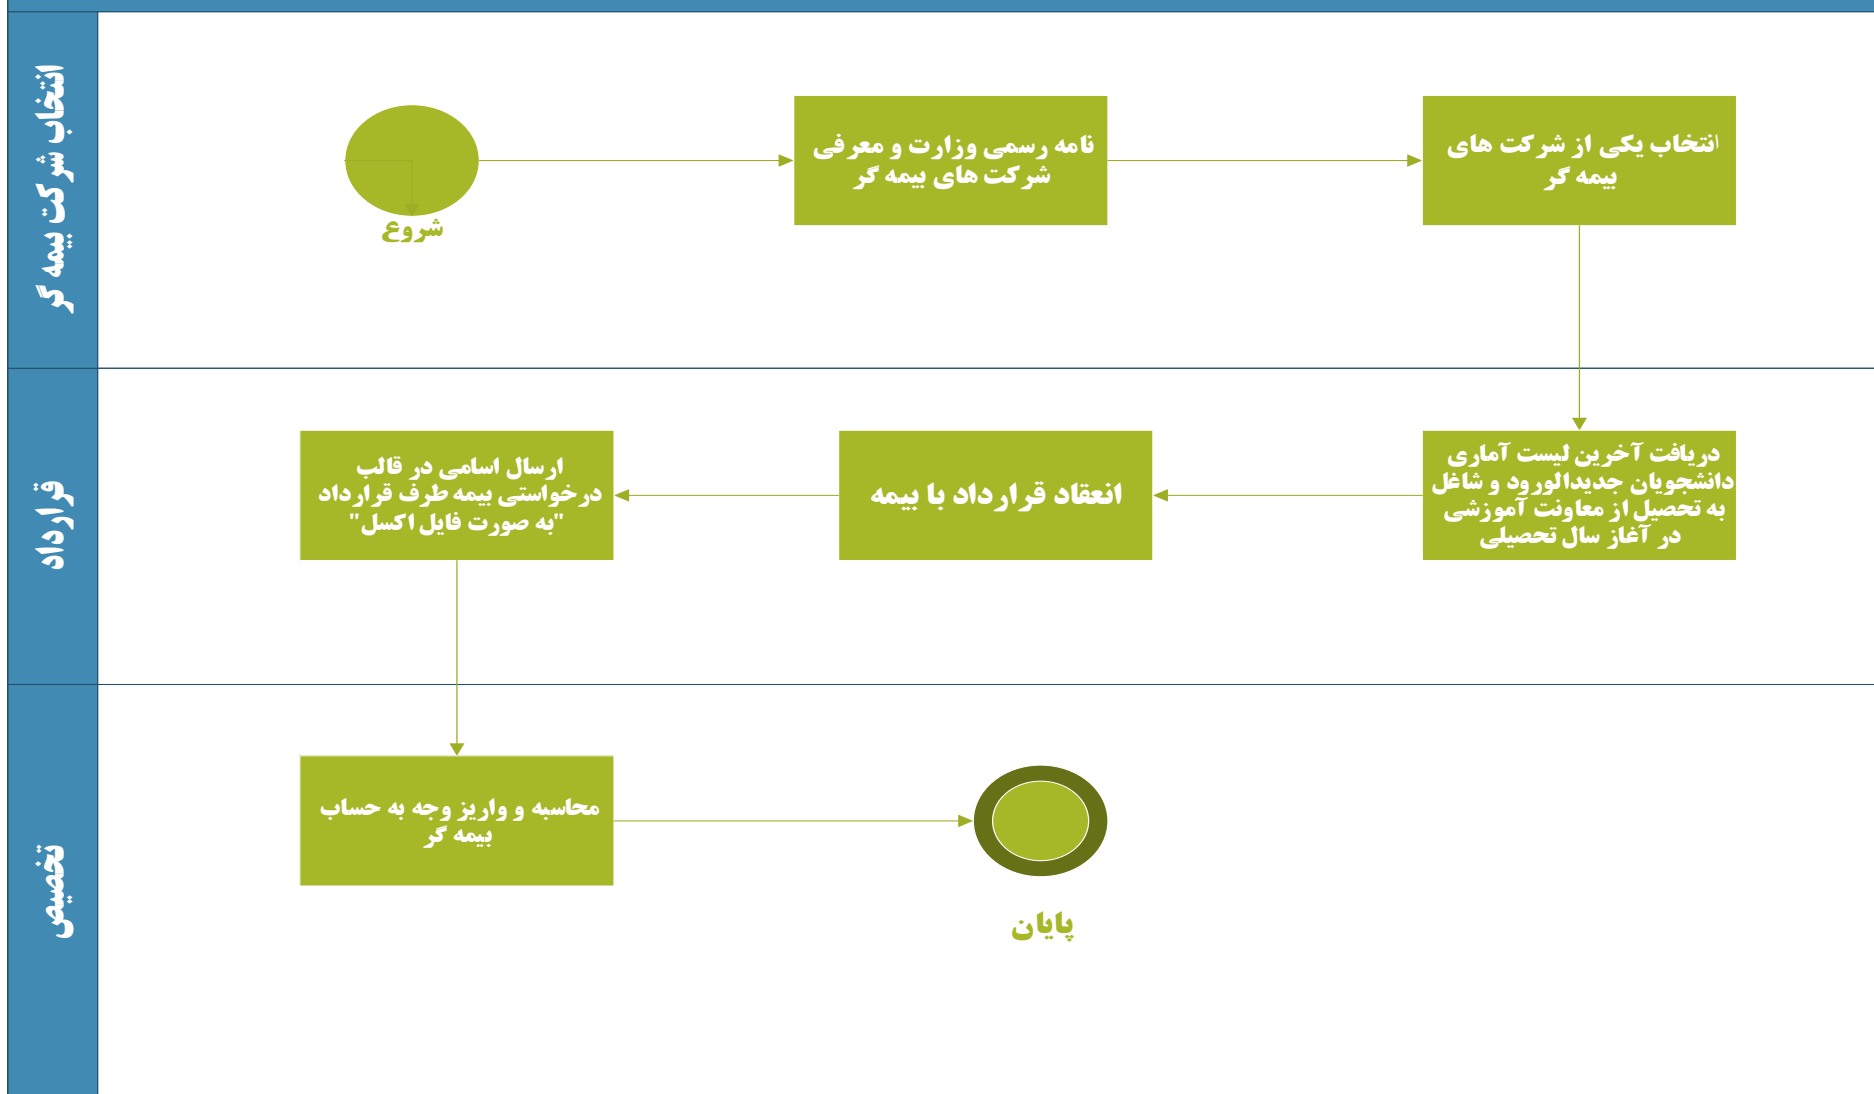 انتخاب شرکت بیمه گر
شروع
نامه رسمی وزارت و معرفی
شرکت های بیمه گر
انتخاب یکی از شرکت های
بیمه گر
قرارداد
دریافت آخرین لیست آماری
دانشجویان جدیدالورود و شاغل
به تحصیل از معاونت آموزشی
در آغاز سال تحصیلی
انعقاد قرارداد با بیمه
ارسال اسامی در قالب
درخواستی بیمه طرف قرارداد
"به صورت فایل اکسل"
تخصیص
محاسبه و واریز وجه به حساب
بیمه گر
پایان